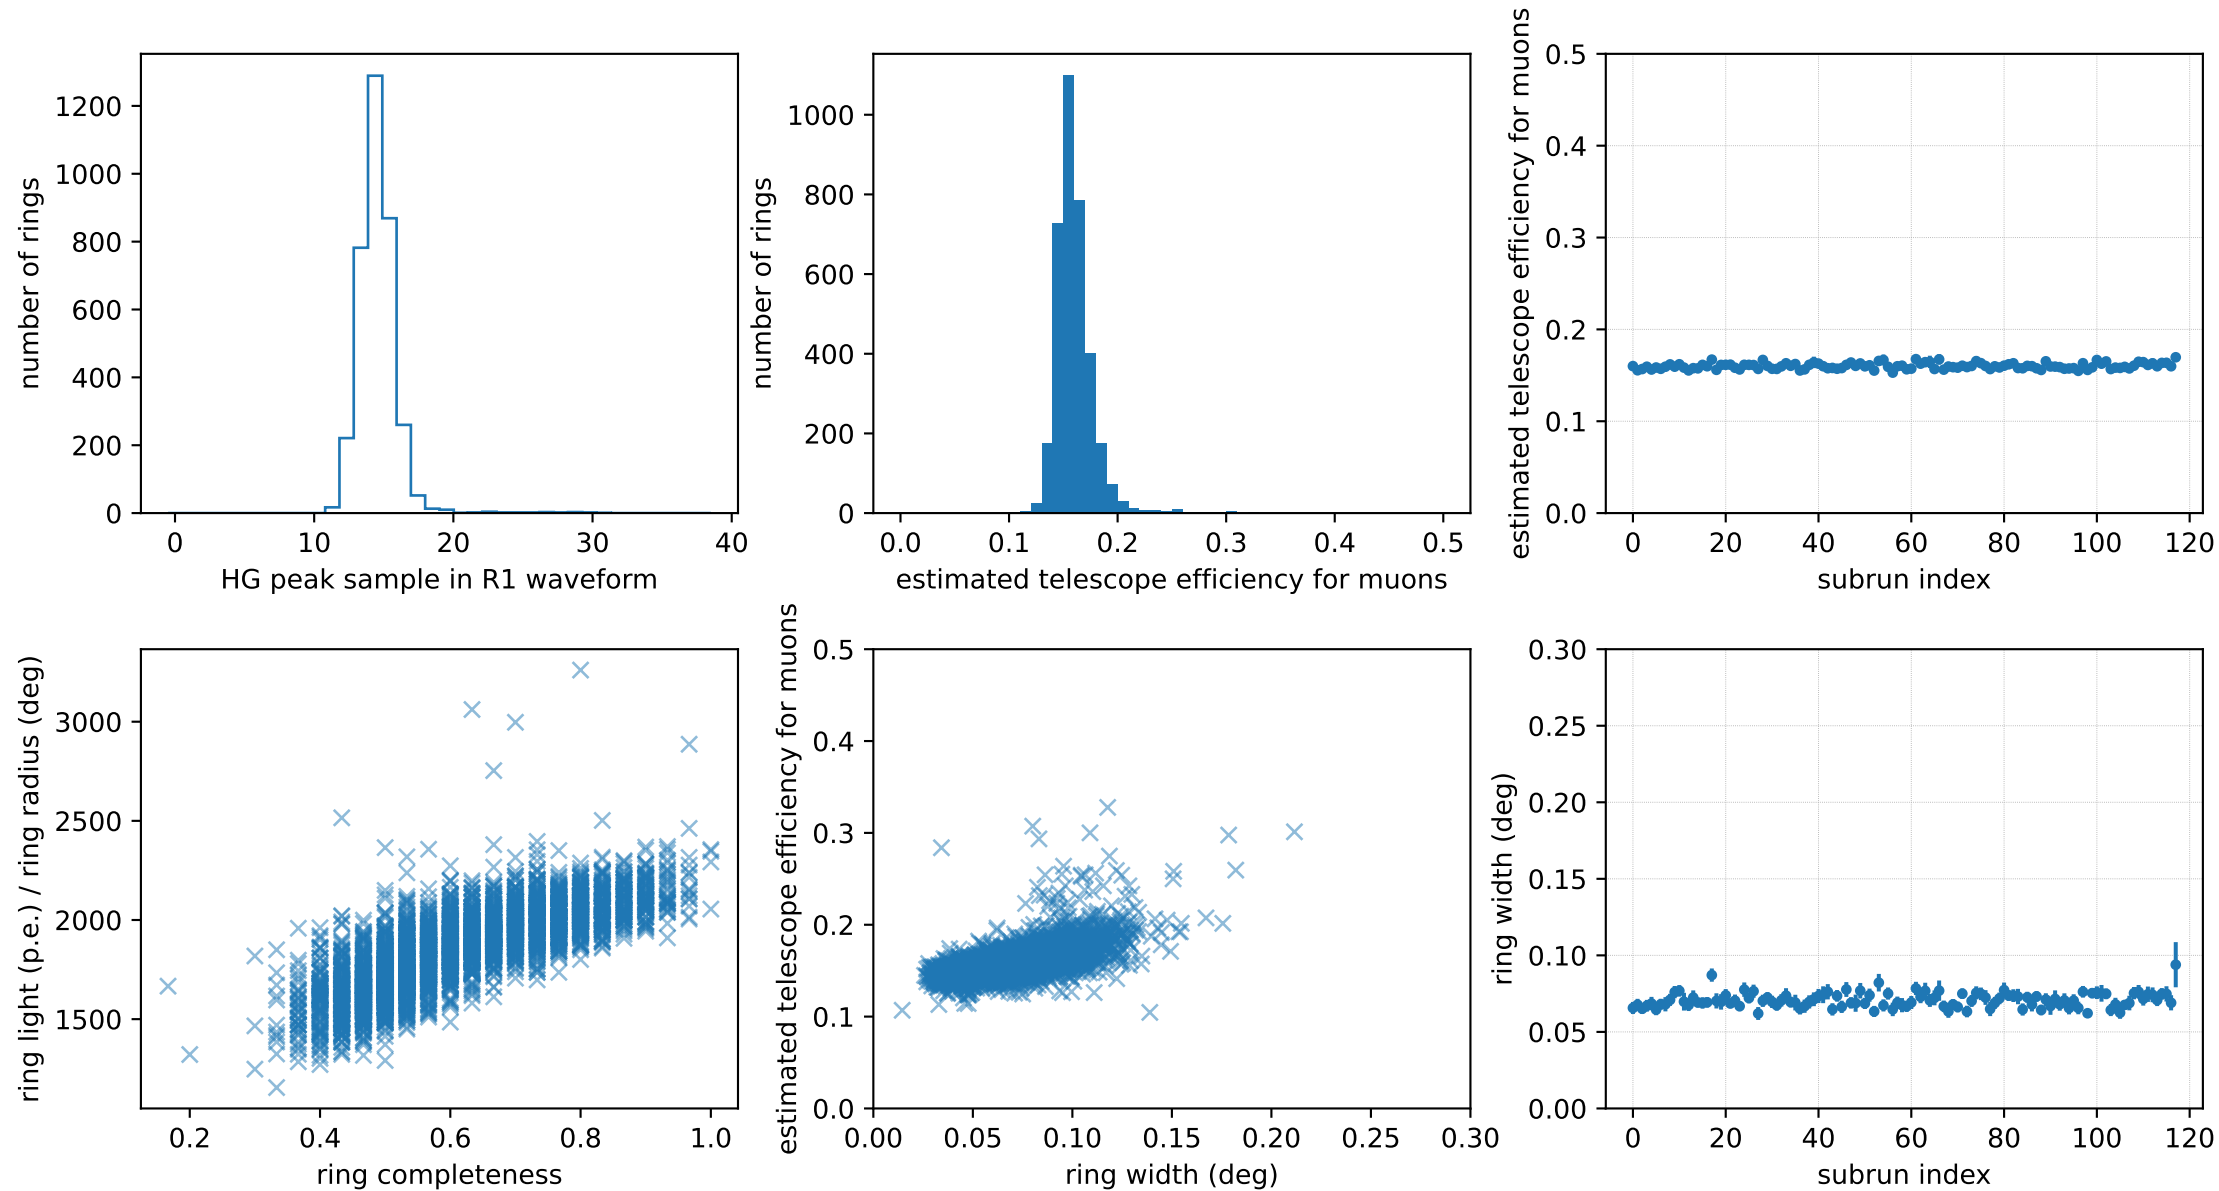 number of rings
1200
1000
800
600
400
200
0
0 10 20 30 40
HG peak sample in R1 waveform
number of rings
1000
800
600
400
200
0
0.0 0.1 0.2 0.3 0.4 0.5
estimated telescope efficiency for muons
estimated telescope efficiency for muons
0.5
0.4
0.3
0.2
0.1
0.0
0 20 40 60 80 100 120
subrun index
ring light (p.e.) / ring radius (deg)
3000
2500
2000
1500
0.2 0.4 0.6 0.8 1.0
ring completeness
estimated telescope efficiency for muons
0.5
0.4
0.3
0.2
0.1
0.0
0.00 0.05 0.10 0.15 0.20 0.25 0.30
ring width (deg)
ring width (deg)
0.30
0.25
0.20
0.15
0.10
0.05
0.00
0 20 40 60 80 100 120
subrun index